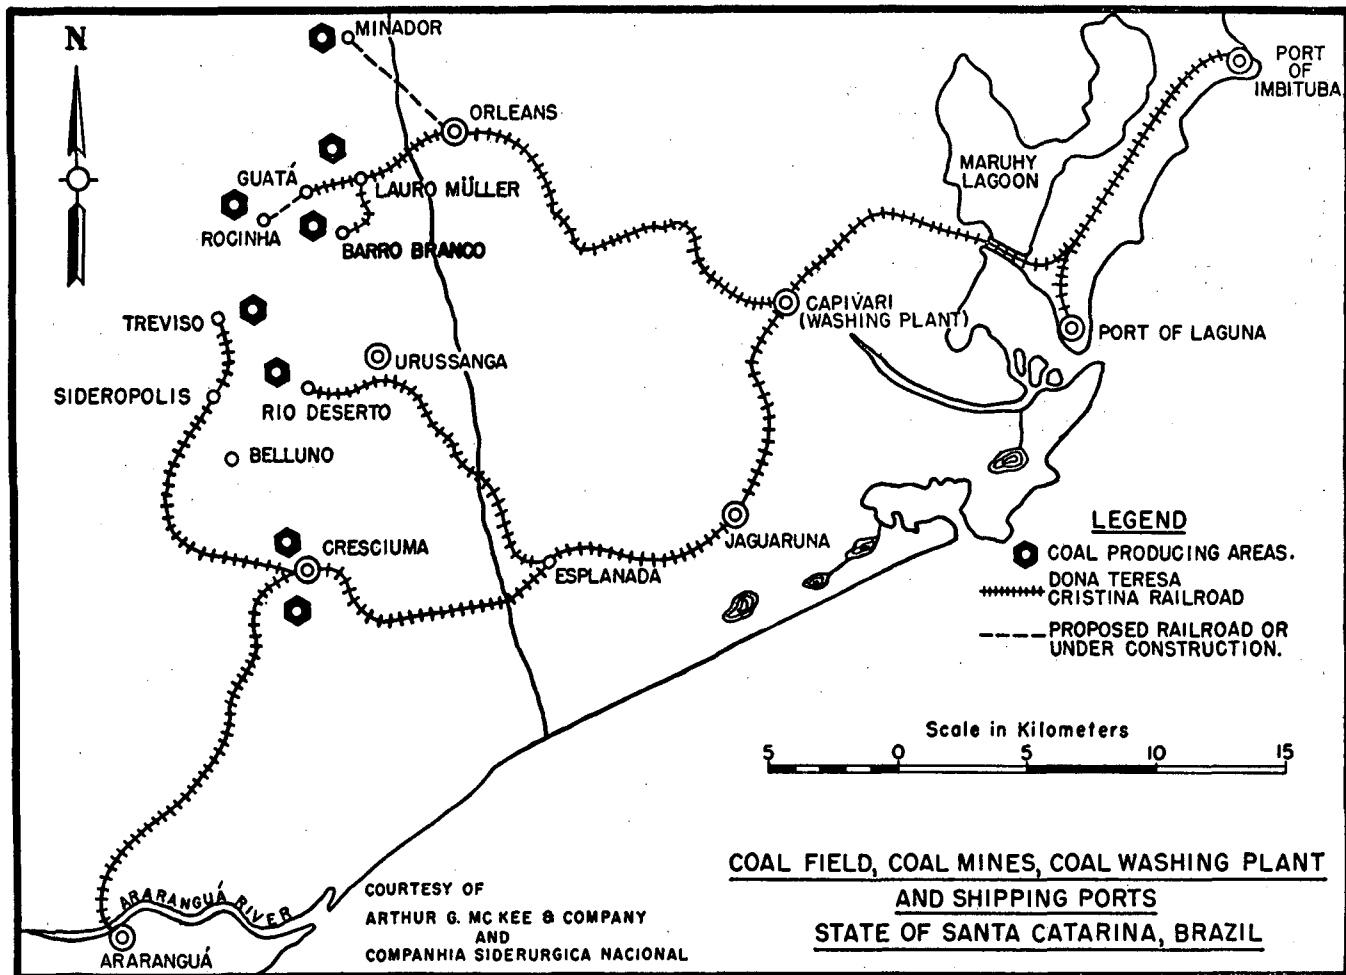 N
MINADOR
ORLEANS
PORT
OF
IMBITUBA
MARUHY
LAGOON
GUATÁ
LAURO MÜLLER
ROCINHA
BARRO BRANCO
TREVISO
CAPIVARI
(WASHING PLANT)
PORT OF LAGUNA
URUSSANGA
SIDEROPOLIS
RIO DESERTO
BELLUNO
CRESCIUMA
JAGUARUNA
ESPLANADA
LEGEND
COAL PRODUCING AREAS.
DONA TERESA
CRISTINA RAILROAD
PROPOSED RAILROAD OR
UNDER CONSTRUCTION.
Scale in Kilometers
5 0 5 10 15
ARARANGUÁ RIVER
ARARANGUÁ
COURTESY OF
ARTHUR G. MC KEE & COMPANY
AND
COMPANHIA SIDERURGICA NACIONAL
COAL FIELD, COAL MINES, COAL WASHING PLANT
AND SHIPPING PORTS
STATE OF SANTA CATARINA, BRAZIL